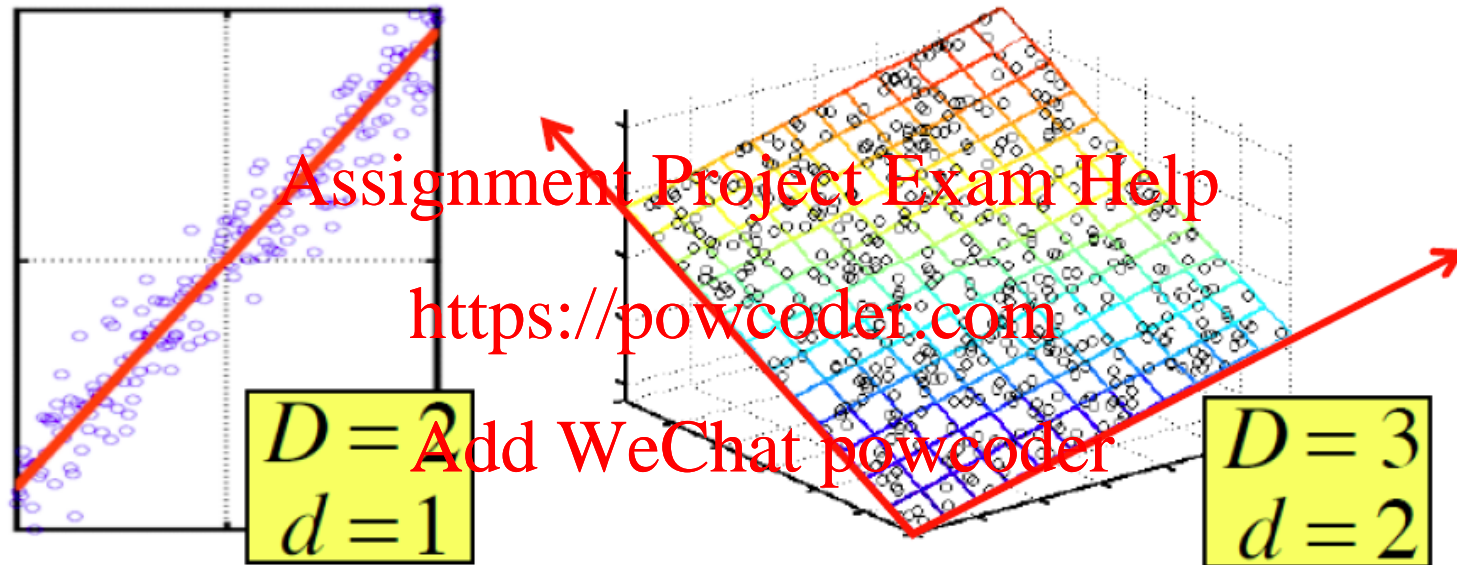 Assignment Project Exam Help
https://powcoder.com
D = 2
d = 1
Add WeChat powcoder
D = 3
d = 2